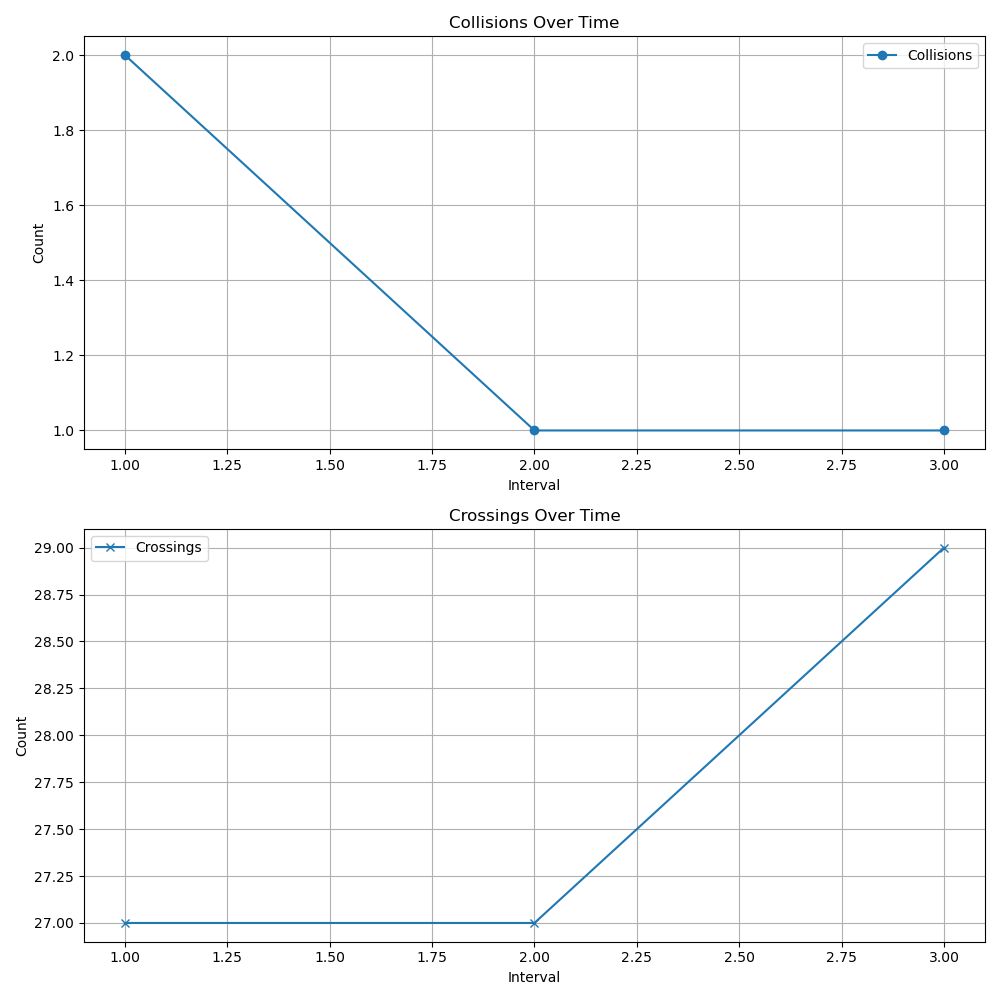 Collisions Over Time
Collisions
2.0
1.8
1.6
1.4
1.2
1.0
Count
1.00 1.25 1.50 1.75 2.00 2.25 2.50 2.75 3.00
Interval
Crossings Over Time
Crossings
29.00
28.75
28.50
28.25
28.00
27.75
27.50
27.25
27.00
Count
1.00 1.25 1.50 1.75 2.00 2.25 2.50 2.75 3.00
Interval